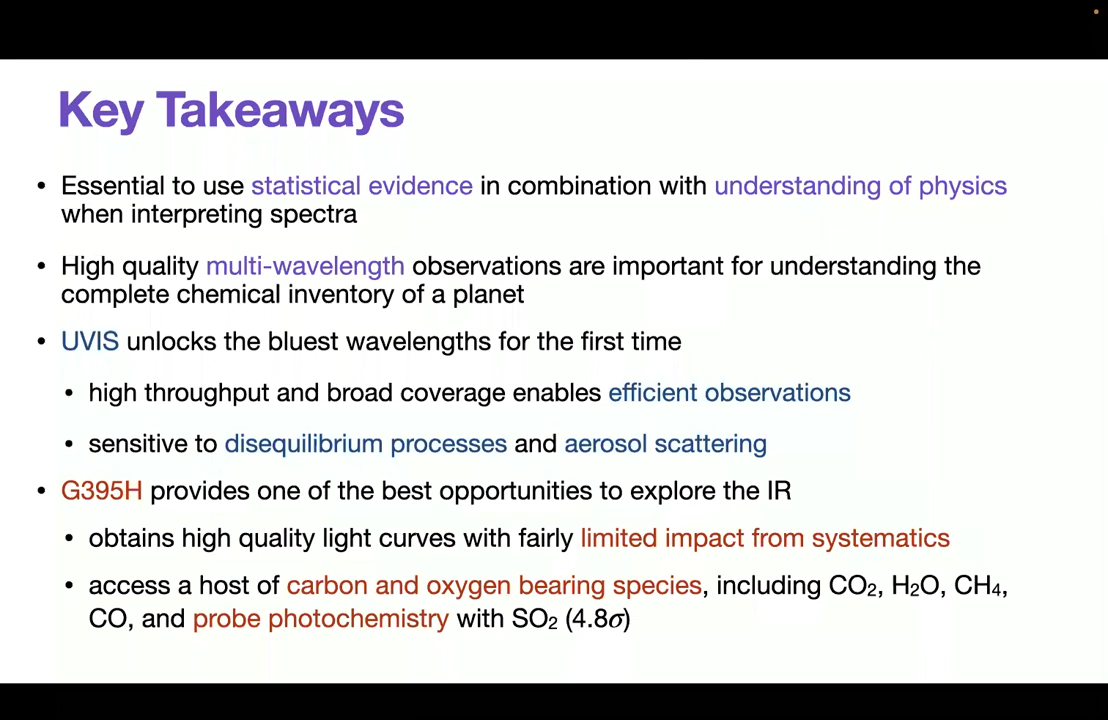 Key Takeaways
• Essential to use statistical evidence in combination with understanding of physics
when interpreting spectra
• High quality multi-wavelength observations are important for understanding the
complete chemical inventory of a planet
• UVIS unlocks the bluest wavelengths for the first time
• high throughput and broad coverage enables efficient observations
• sensitive to disequilibrium processes and aerosol scattering
• G395H provides one of the best opportunities to explore the IR
• obtains high quality light curves with fairly limited impact from systematics
• access a host of carbon and oxygen bearing species, including CO₂, H₂O, CH₄,
CO, and probe photochemistry with SO₂ (4.8σ)